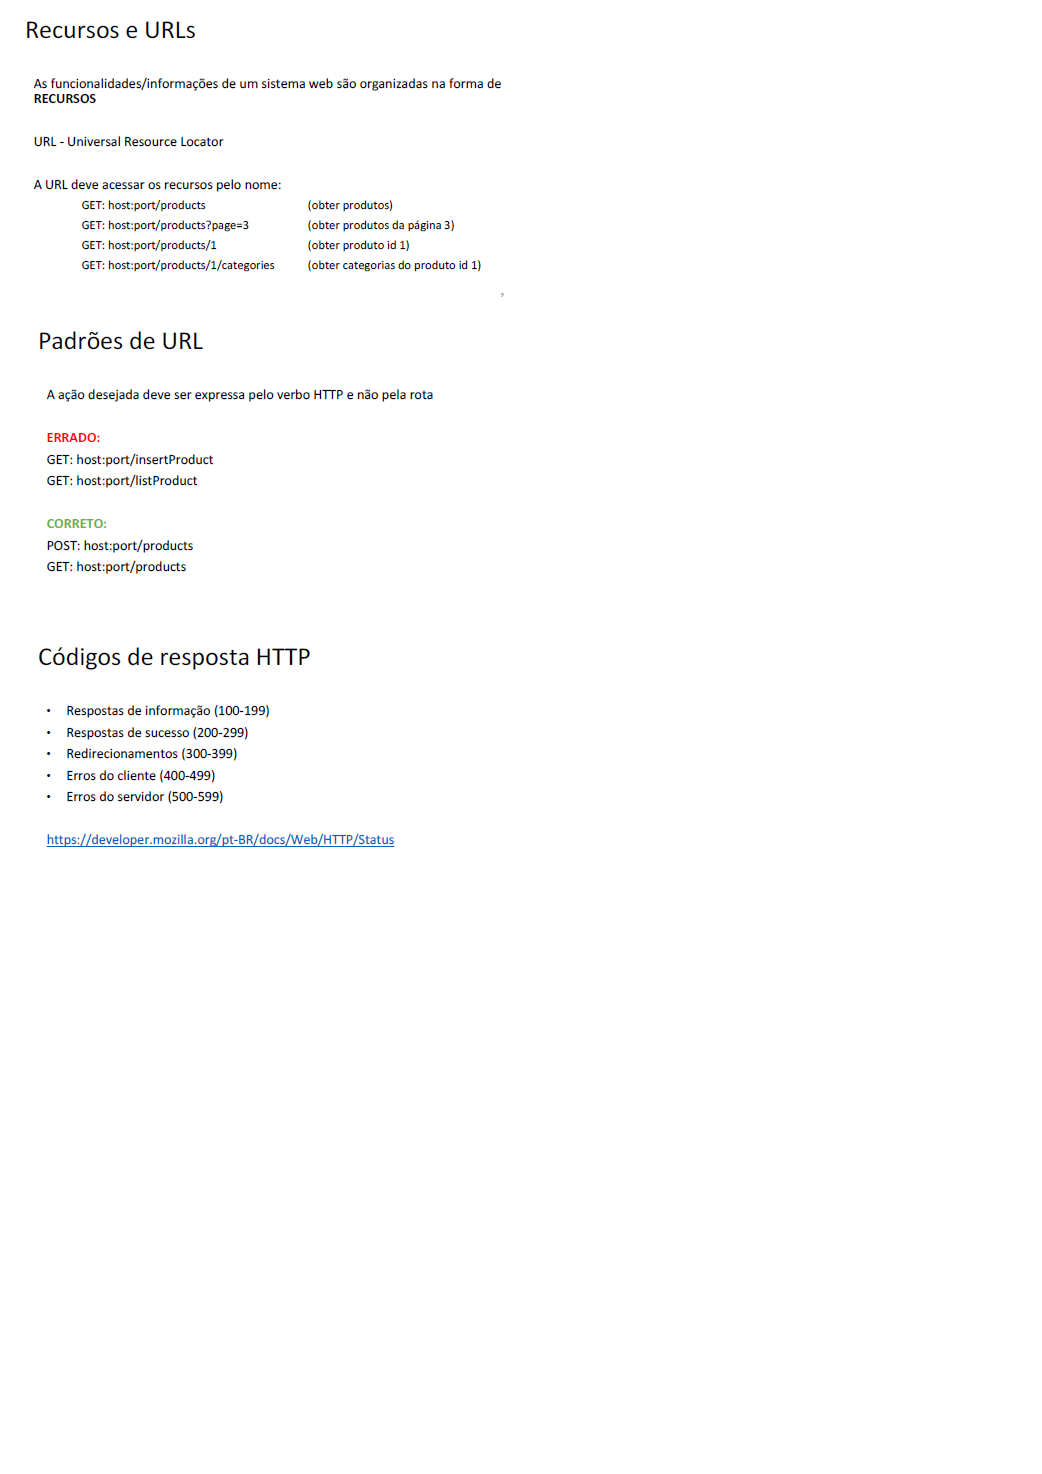 Recursos e URLs
As funcionalidades/informações de um sistema web são organizadas na forma de
RECURSOS
URL - Universal Resource Locator
A URL deve acessar os recursos pelo nome:
GET: host:port/products (obter produtos)
GET: host:port/products?page=3 (obter produtos da página 3)
GET: host:port/products/1 (obter produto id 1)
GET: host:port/products/1/categories (obter categorias do produto id 1)
Padrões de URL
A ação desejada deve ser expressa pelo verbo HTTP e não pela rota
ERRADO:
GET: host:port/insertProduct
GET: host:port/listProduct
CORRETO:
POST: host:port/products
GET: host:port/products
Códigos de resposta HTTP
• Respostas de informação (100-199)
• Respostas de sucesso (200-299)
• Redirecionamentos (300-399)
• Erros do cliente (400-499)
• Erros do servidor (500-599)
https://developer.mozilla.org/pt-BR/docs/Web/HTTP/Status